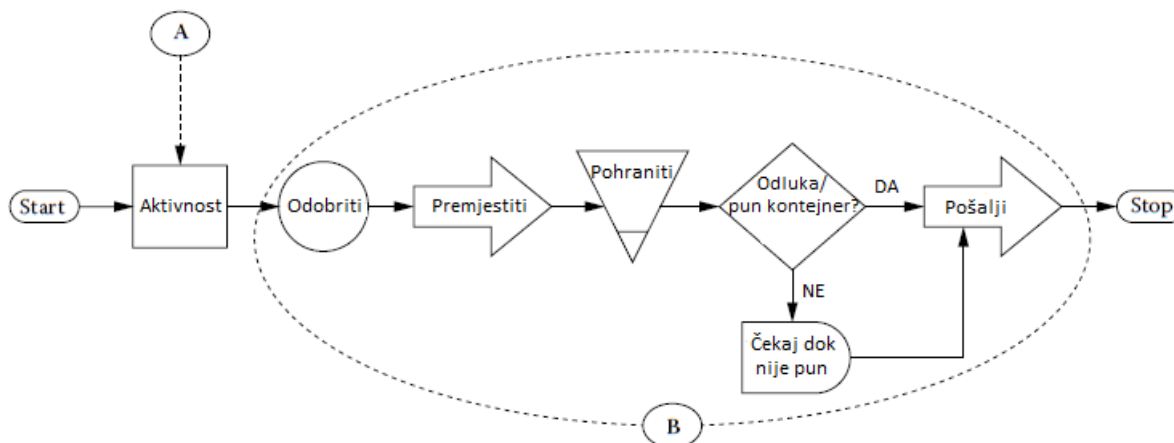 A
Start
Aktivnost
Odobriti
Premjestiti
Pohraniti
Odluka/
pun kontejner?
DA
Pošalji
Stop
NE
Čekaj dok
nije pun
B